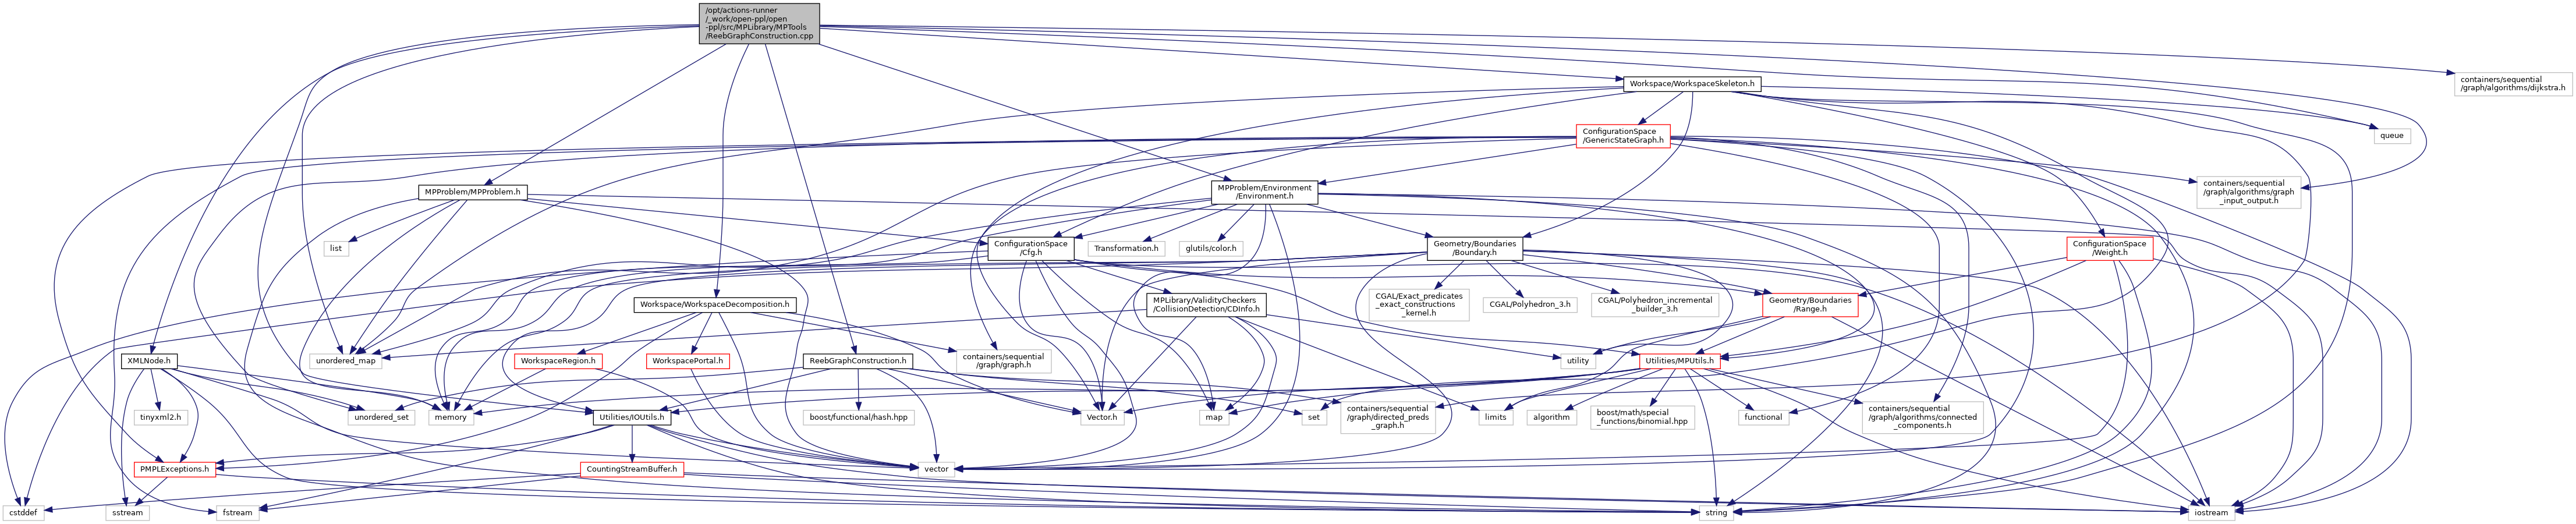 /opt/actions-runner
/_work/open-ppl/open
-ppl/src/MPLibrary/MPTools
/ReebGraphConstruction.cpp
Workspace/WorkspaceSkeleton.h
containers/sequential
/graph/algorithms/dijkstra.h
ConfigurationSpace
/GenericStateGraph.h
queue
MPProblem/MPProblem.h
MPProblem/Environment
/Environment.h
containers/sequential
/graph/algorithms/graph
_input_output.h
list
ConfigurationSpace
/Cfg.h
Transformation.h
glutils/color.h
Geometry/Boundaries
/Boundary.h
ConfigurationSpace
/Weight.h
Workspace/WorkspaceDecomposition.h
MPLibrary/ValidityCheckers
/CollisionDetection/CDInfo.h
CGAL/Exact_predicates
_exact_constructions
_kernel.h
CGAL/Polyhedron_3.h
CGAL/Polyhedron_incremental
_builder_3.h
Geometry/Boundaries
/Range.h
XMLNode.h
unordered_map
WorkspaceRegion.h
WorkspacePortal.h
ReebGraphConstruction.h
containers/sequential
/graph/graph.h
utility
Utilities/MPUtils.h
tinyxml2.h
unordered_set
memory
Utilities/IOUtils.h
boost/functional/hash.hpp
Vector.h
map
set
containers/sequential
/graph/directed_preds
_graph.h
limits
algorithm
boost/math/special
_functions/binomial.hpp
functional
containers/sequential
/graph/algorithms/connected
_components.h
PMPLExceptions.h
CountingStreamBuffer.h
vector
cstddef
sstream
fstream
string
iostream